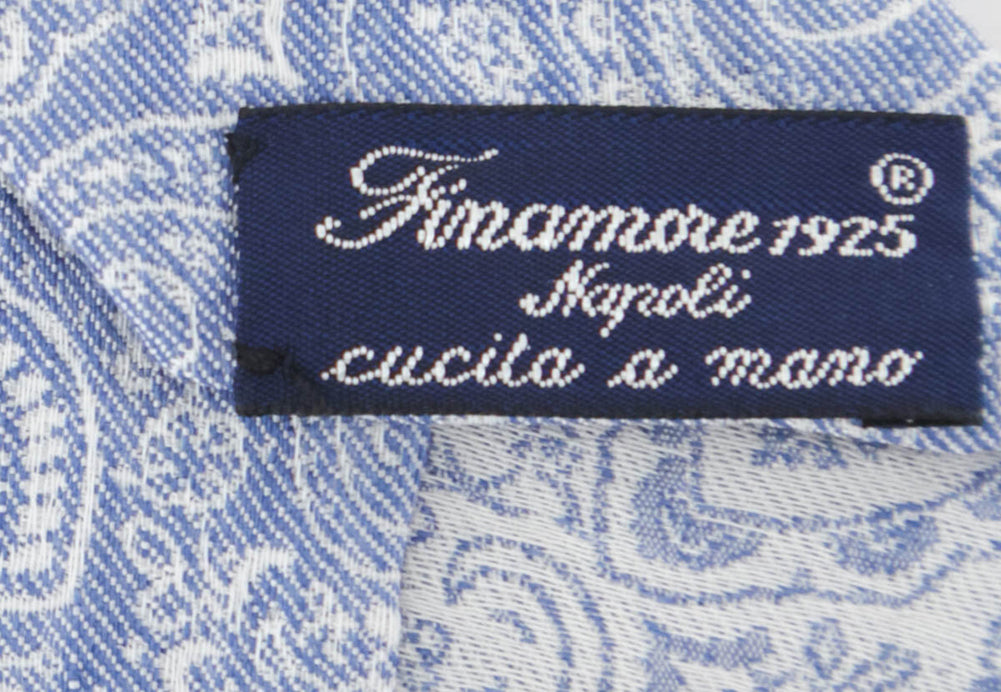 Finamore 1925 ®
Napoli
cucita a mano